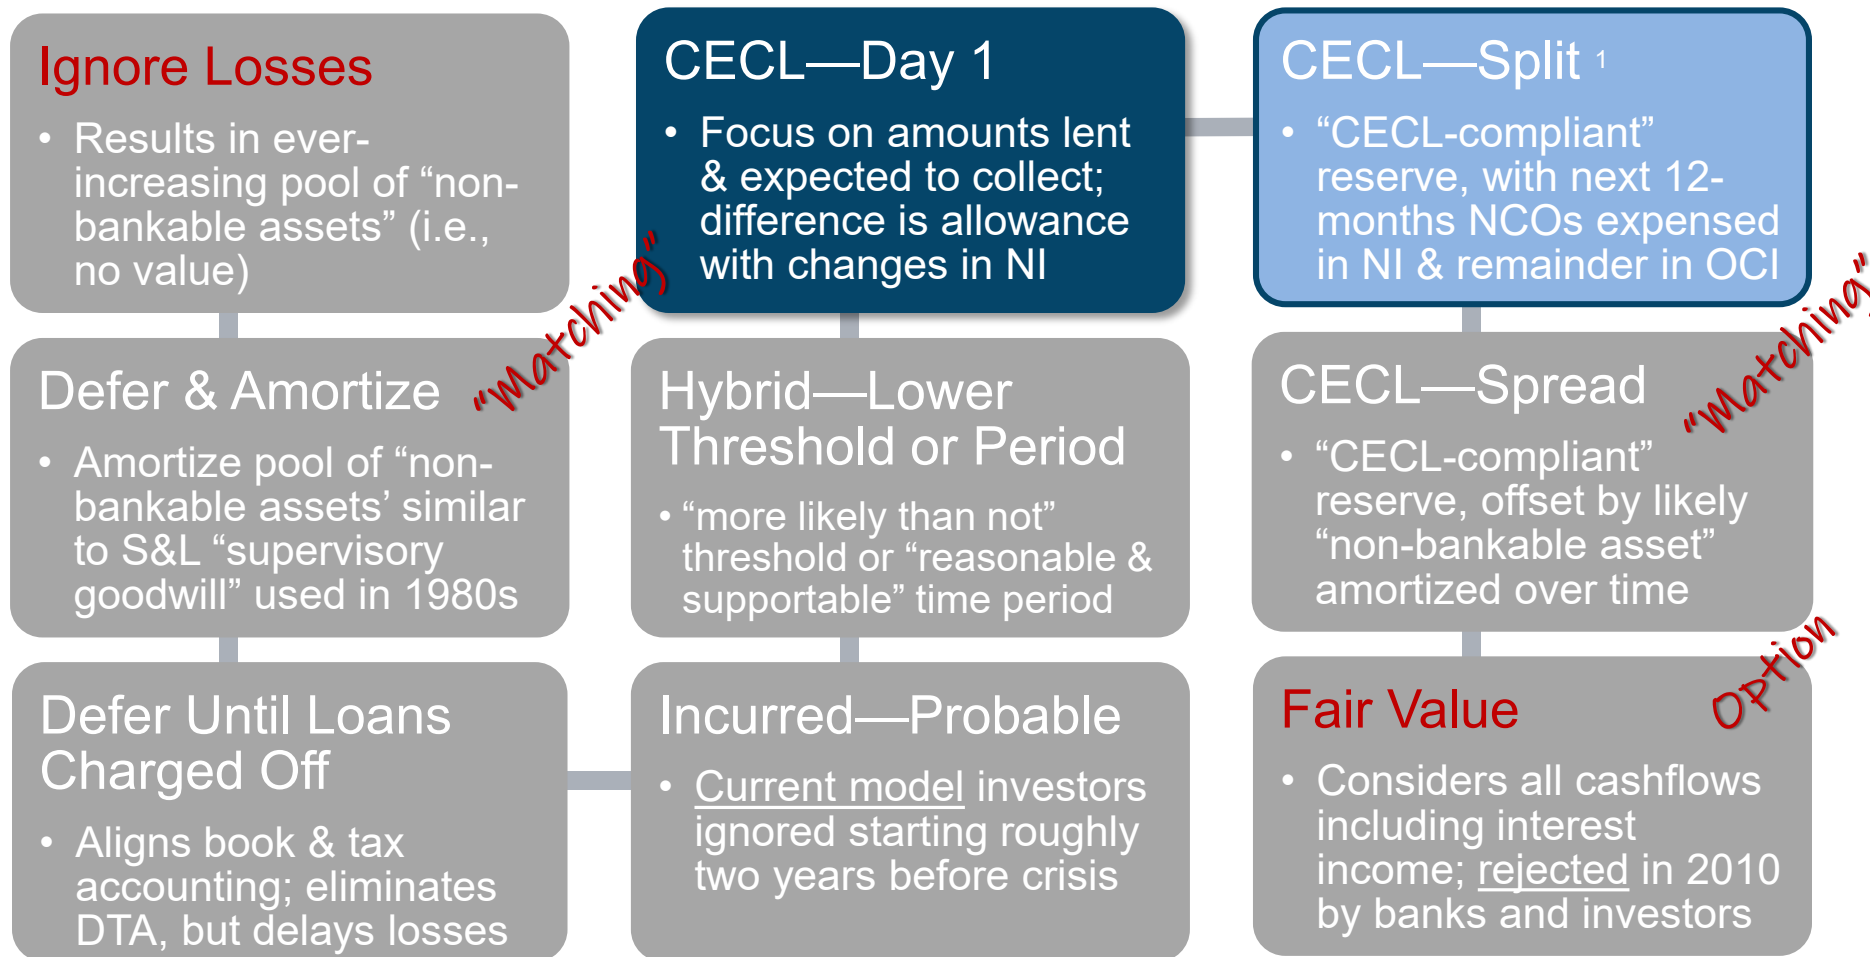 Ignore Losses
• Results in ever-
increasing pool of “non-
bankable assets” (i.e.,
no value)
Defer & Amortize
“Matching”
• Amortize pool of “non-
bankable assets’ similar
to S&L “supervisory
goodwill” used in 1980s
Defer Until Loans
Charged Off
• Aligns book & tax
accounting; eliminates
DTA, but delays losses
Incurred—Probable
• Current model investors
ignored starting roughly
two years before crisis
Hybrid—Lower
Threshold or Period
• “more likely than not”
threshold or “reasonable &
supportable” time period
CECL—Day 1
• Focus on amounts lent
& expected to collect;
difference is allowance
with changes in NI
CECL—Split 1
• “CECL-compliant”
reserve, with next 12-
months NCOs expensed
in NI & remainder in OCI
CECL—Spread
“Matching”
• “CECL-compliant”
reserve, offset by likely
“non-bankable asset”
amortized over time
Fair Value
Option
• Considers all cashflows
including interest
income; rejected in 2010
by banks and investors